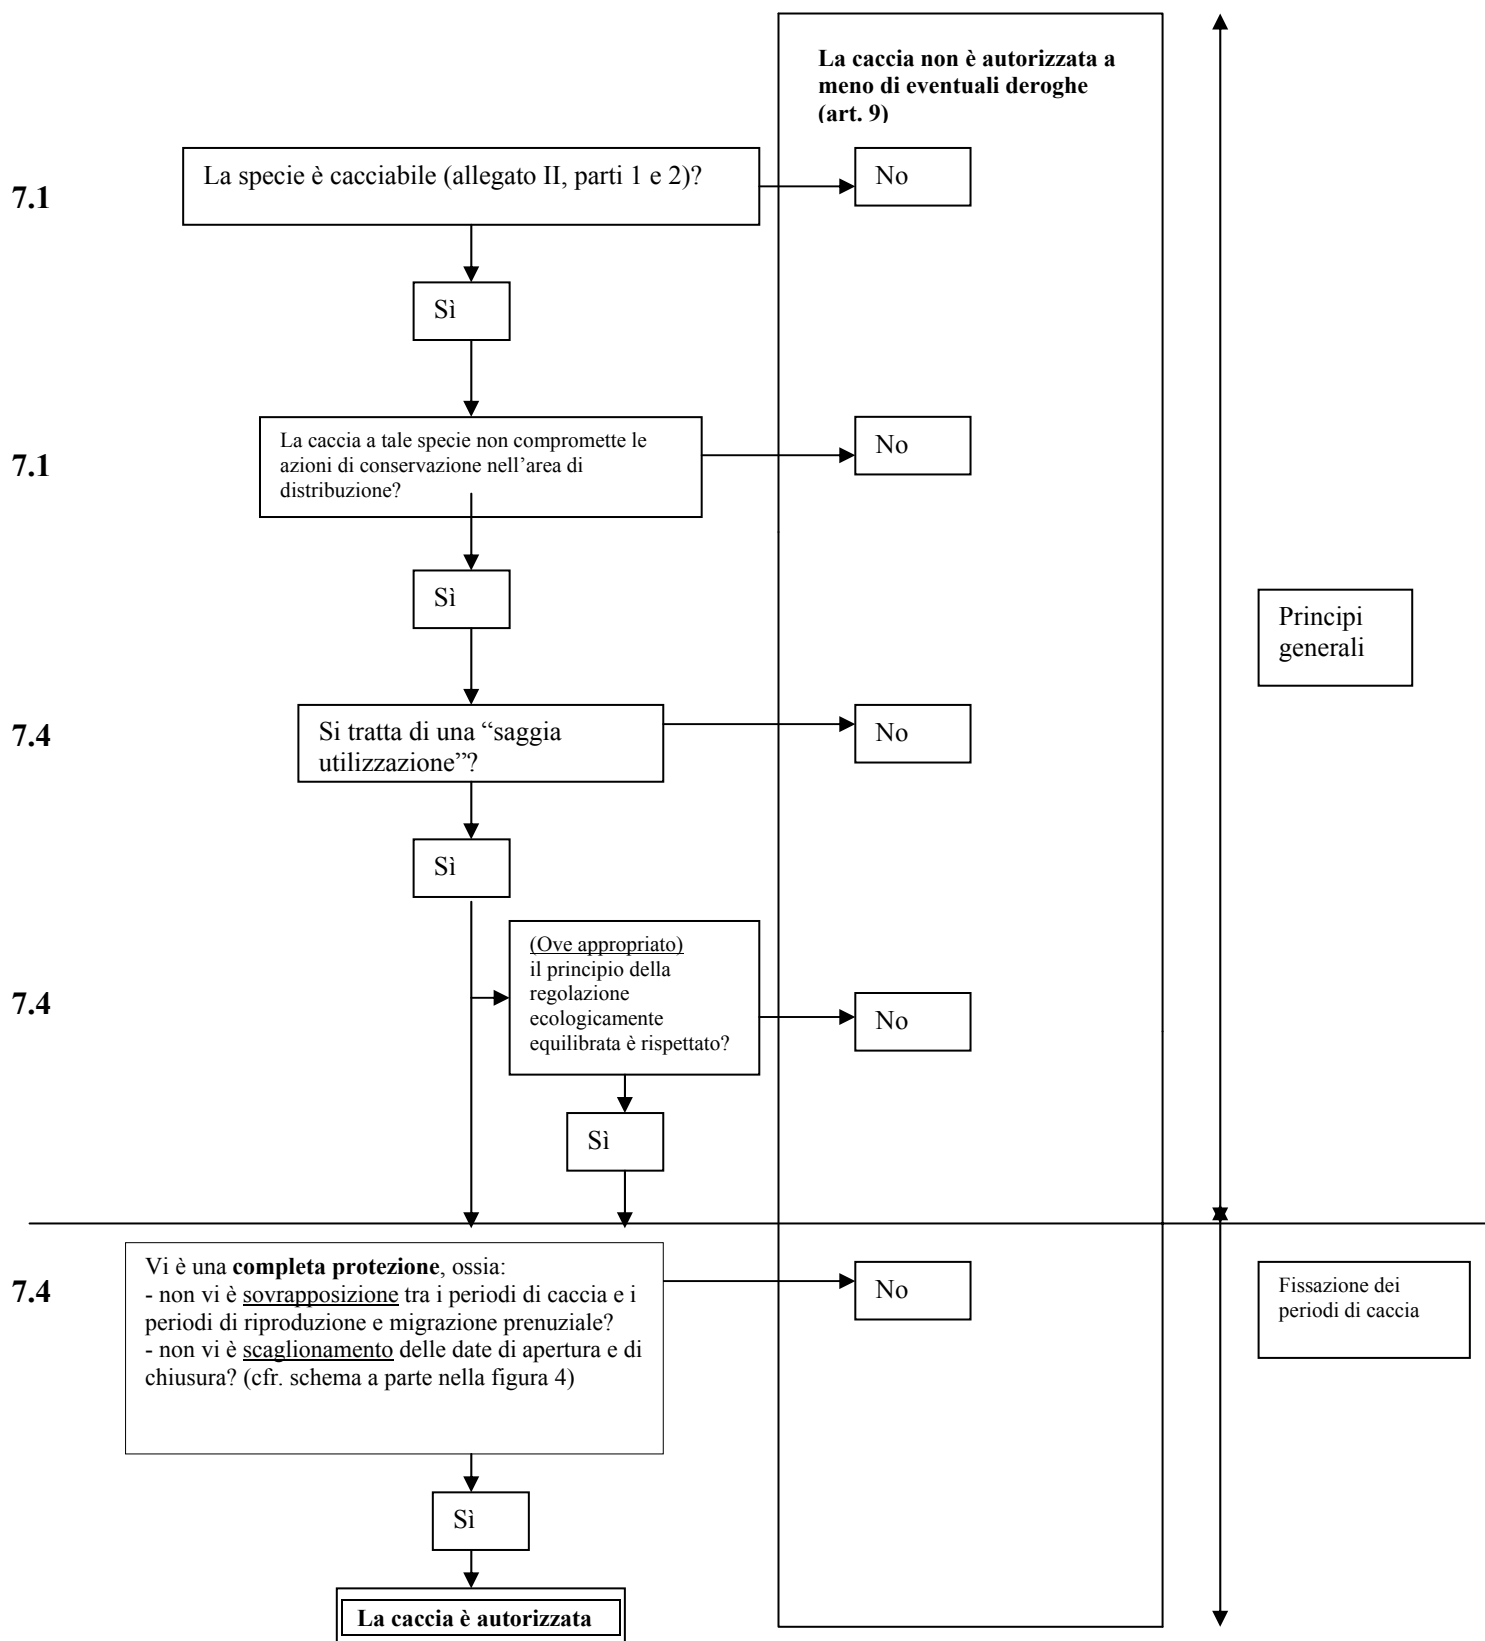 La caccia non è autorizzata a
meno di eventuali deroghe
(art. 9)
7.1
La specie è cacciabile (allegato II, parti 1 e 2)?
No
Sì
7.1
La caccia a tale specie non compromette le
azioni di conservazione nell’area di
distribuzione?
No
Sì
Principi
generali
7.4
Si tratta di una “saggia
utilizzazione”?
No
Sì
7.4
(Ove appropriato)
il principio della
regolazione
ecologicamente
equilibrata è rispettato?
No
Sì
7.4
Vi è una completa protezione, ossia:
- non vi è sovrapposizione tra i periodi di caccia e i
periodi di riproduzione e migrazione prenuziale?
- non vi è scaglionamento delle date di apertura e di
chiusura? (cfr. schema a parte nella figura 4)
No
Fissazione dei
periodi di caccia
Sì
La caccia è autorizzata